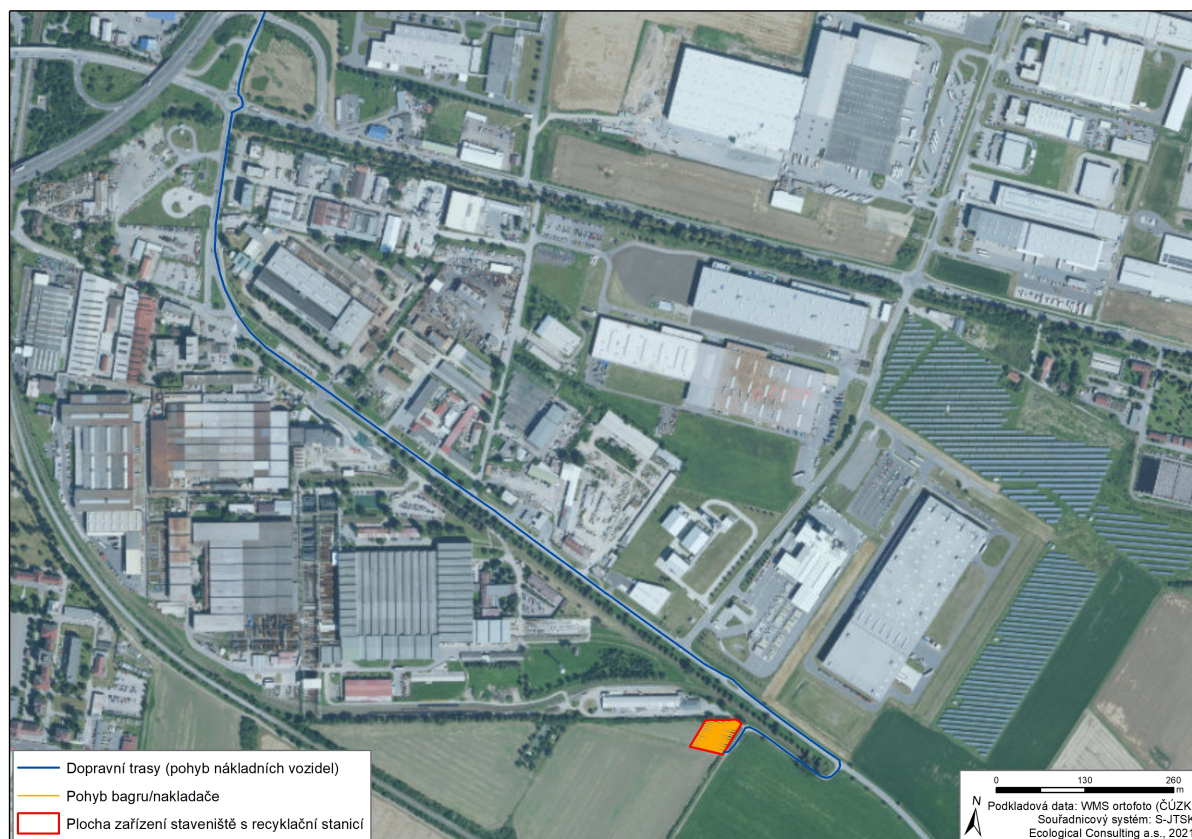 Dopravní trasy (pohyb nákladních vozidel)
Pohyb bagru/nakladače
Plocha zařízení staveniště s recyklační stanicí
0 130 260
m
N
Podkladová data: WMS ortofoto (ČÚZK
Souřadnicový systém: S-JTSK
Ecological Consulting a.s., 202